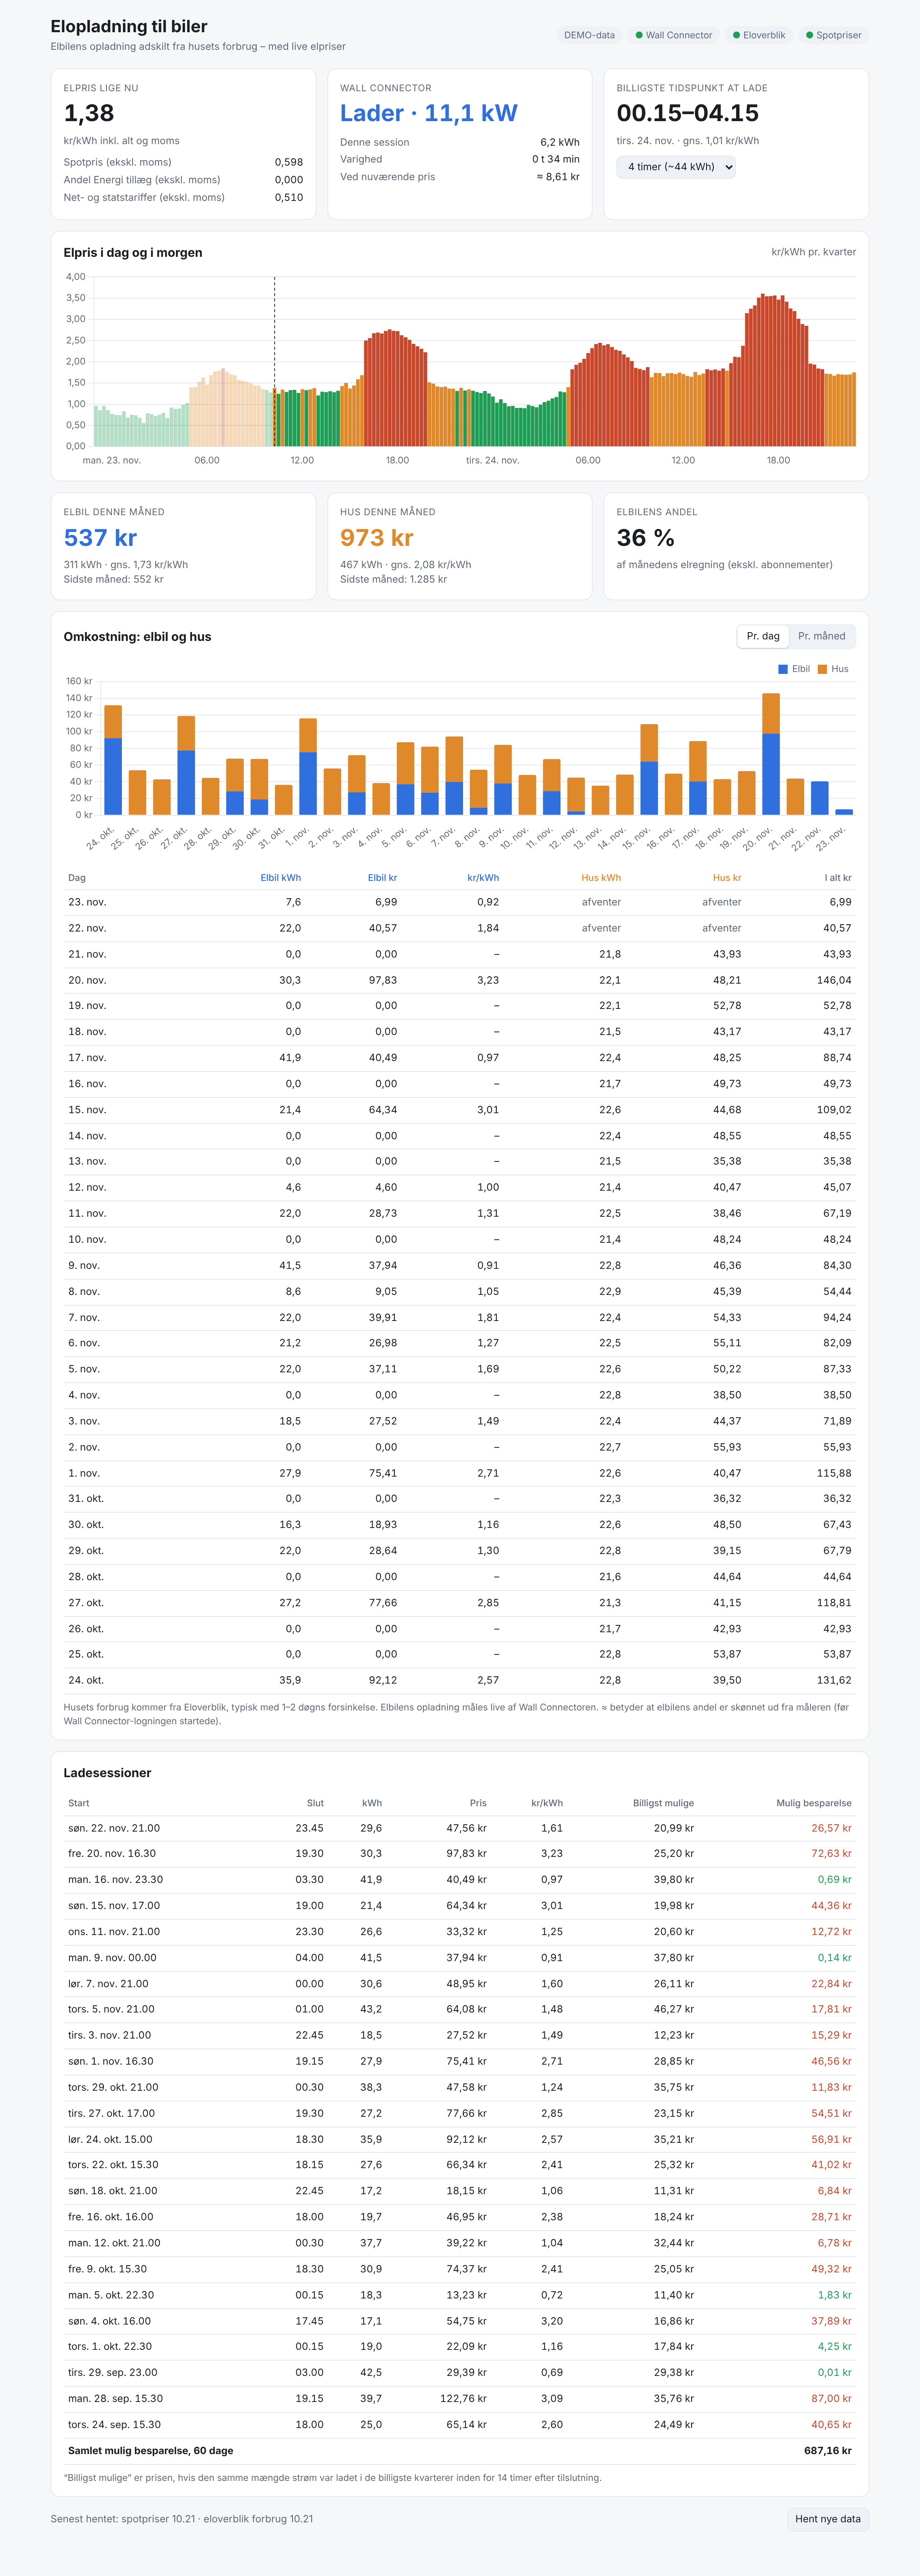 Elopladning til biler
Elbilens opladning adskilt fra husets forbrug – med live elpriser
DEMO-data
Wall Connector
Eloverblik
Spotpriser
ELPRIS LIGE NU
1,38
kr/kWh inkl. alt og moms
Spotpris (ekskl. moms) 0,598
Andel Energi tillæg (ekskl. moms) 0,000
Net- og statstariffer (ekskl. moms) 0,510
WALL CONNECTOR
Lader · 11,1 kW
Denne session 6,2 kWh
Varighed 0 t 34 min
Ved nuværende pris ≈ 8,61 kr
BILLIGSTE TIDSPUNKT AT LADE
00.15–04.15
tirs. 24. nov. · gns. 1,01 kr/kWh
4 timer (~44 kWh)
Elpris i dag og i morgen
kr/kWh pr. kvarter
4,00
3,50
3,00
2,50
2,00
1,50
1,00
0,50
0,00
man. 23. nov. 06.00 12.00 18.00 tirs. 24. nov. 06.00 12.00 18.00
ELBIL DENNE MÅNED
537 kr
311 kWh · gns. 1,73 kr/kWh
Sidste måned: 552 kr
HUS DENNE MÅNED
973 kr
467 kWh · gns. 2,08 kr/kWh
Sidste måned: 1.285 kr
ELBILENS ANDEL
36 %
af månedens elregning (ekskl. abonnementer)
Omkostning: elbil og hus
Pr. dag Pr. måned
Elbil Hus
160 kr
140 kr
120 kr
100 kr
80 kr
60 kr
40 kr
20 kr
0 kr
24. okt. 25. okt. 26. okt. 27. okt. 28. okt. 29. okt. 30. okt. 31. okt. 1. nov. 2. nov. 3. nov. 4. nov. 5. nov. 6. nov. 7. nov. 8. nov. 9. nov. 10. nov. 11. nov. 12. nov. 13. nov. 14. nov. 15. nov. 16. nov. 17. nov. 18. nov. 19. nov. 20. nov. 21. nov. 22. nov. 23. nov.
Dag Elbil kWh Elbil kr kr/kWh Hus kWh Hus kr I alt kr
23. nov. 7,6 6,99 0,92 afventer afventer 6,99
22. nov. 22,0 40,57 1,84 afventer afventer 40,57
21. nov. 0,0 0,00 – 21,8 43,93 43,93
20. nov. 30,3 97,83 3,23 22,1 48,21 146,04
19. nov. 0,0 0,00 – 22,1 52,78 52,78
18. nov. 0,0 0,00 – 21,5 43,17 43,17
17. nov. 41,9 40,49 0,97 22,4 48,25 88,74
16. nov. 0,0 0,00 – 21,7 49,73 49,73
15. nov. 21,4 64,34 3,01 22,6 44,68 109,02
14. nov. 0,0 0,00 – 22,4 48,55 48,55
13. nov. 0,0 0,00 – 21,5 35,38 35,38
12. nov. 4,6 4,60 1,00 21,4 40,47 45,07
11. nov. 22,0 28,73 1,31 22,5 38,46 67,19
10. nov. 0,0 0,00 – 21,4 48,24 48,24
9. nov. 41,5 37,94 0,91 22,8 46,36 84,30
8. nov. 8,6 9,05 1,05 22,9 45,39 54,44
7. nov. 22,0 39,91 1,81 22,4 54,33 94,24
6. nov. 21,2 26,98 1,27 22,5 55,11 82,09
5. nov. 22,0 37,11 1,69 22,6 50,22 87,33
4. nov. 0,0 0,00 – 22,8 38,50 38,50
3. nov. 18,5 27,52 1,49 22,4 44,37 71,89
2. nov. 0,0 0,00 – 22,7 55,93 55,93
1. nov. 27,9 75,41 2,71 22,6 40,47 115,88
31. okt. 0,0 0,00 – 22,3 36,32 36,32
30. okt. 16,3 18,93 1,16 22,6 48,50 67,43
29. okt. 22,0 28,64 1,30 22,8 39,15 67,79
28. okt. 0,0 0,00 – 21,6 44,64 44,64
27. okt. 27,2 77,66 2,85 21,3 41,15 118,81
26. okt. 0,0 0,00 – 21,7 42,93 42,93
25. okt. 0,0 0,00 – 22,8 53,87 53,87
24. okt. 35,9 92,12 2,57 22,8 39,50 131,62
Husets forbrug kommer fra Eloverblik, typisk med 1–2 døgns forsinkelse. Elbilens opladning måles live af Wall Connectoren. ≈ betyder at elbilens andel er skønnet ud fra måleren (før
Wall Connector-logningen startede).
Ladesessioner
Start Slut kWh Pris kr/kWh Billigst mulige Mulig besparelse
søn. 22. nov. 21.00 23.45 29,6 47,56 kr 1,61 20,99 kr 26,57 kr
fre. 20. nov. 16.30 19.30 30,3 97,83 kr 3,23 25,20 kr 72,63 kr
man. 16. nov. 23.30 03.30 41,9 40,49 kr 0,97 39,80 kr 0,69 kr
søn. 15. nov. 17.00 19.00 21,4 64,34 kr 3,01 19,98 kr 44,36 kr
ons. 11. nov. 21.00 23.30 26,6 33,32 kr 1,25 20,60 kr 12,72 kr
man. 9. nov. 00.00 04.00 41,5 37,94 kr 0,91 37,80 kr 0,14 kr
lør. 7. nov. 21.00 00.00 30,6 48,95 kr 1,60 26,11 kr 22,84 kr
tors. 5. nov. 21.00 01.00 43,2 64,08 kr 1,48 46,27 kr 17,81 kr
tirs. 3. nov. 21.00 22.45 18,5 27,52 kr 1,49 12,23 kr 15,29 kr
søn. 1. nov. 16.30 19.15 27,9 75,41 kr 2,71 28,85 kr 46,56 kr
tors. 29. okt. 21.00 00.30 38,3 47,58 kr 1,24 35,75 kr 11,83 kr
tirs. 27. okt. 17.00 19.30 27,2 77,66 kr 2,85 23,15 kr 54,51 kr
lør. 24. okt. 15.00 18.30 35,9 92,12 kr 2,57 35,21 kr 56,91 kr
tors. 22. okt. 15.30 18.15 27,6 66,34 kr 2,41 25,32 kr 41,02 kr
søn. 18. okt. 21.00 22.45 17,2 18,15 kr 1,06 11,31 kr 6,84 kr
fre. 16. okt. 16.00 18.00 19,7 46,95 kr 2,38 18,24 kr 28,71 kr
man. 12. okt. 21.00 00.30 37,7 39,22 kr 1,04 32,44 kr 6,78 kr
fre. 9. okt. 15.30 18.30 30,9 74,37 kr 2,41 25,05 kr 49,32 kr
man. 5. okt. 22.30 00.15 18,3 13,23 kr 0,72 11,40 kr 1,83 kr
søn. 4. okt. 16.00 17.45 17,1 54,75 kr 3,20 16,86 kr 37,89 kr
tors. 1. okt. 22.30 00.15 19,0 22,09 kr 1,16 17,84 kr 4,25 kr
tirs. 29. sep. 23.00 03.00 42,5 29,39 kr 0,69 29,38 kr 0,01 kr
man. 28. sep. 15.30 19.15 39,7 122,76 kr 3,09 35,76 kr 87,00 kr
tors. 24. sep. 15.30 18.00 25,0 65,14 kr 2,60 24,49 kr 40,65 kr
Samlet mulig besparelse, 60 dage 687,16 kr
"Billigst mulige" er prisen, hvis den samme mængde strøm var ladet i de billigste kvarterer inden for 14 timer efter tilslutning.
Senest hentet: spotpriser 10.21 · eloverblik forbrug 10.21
Hent nye data